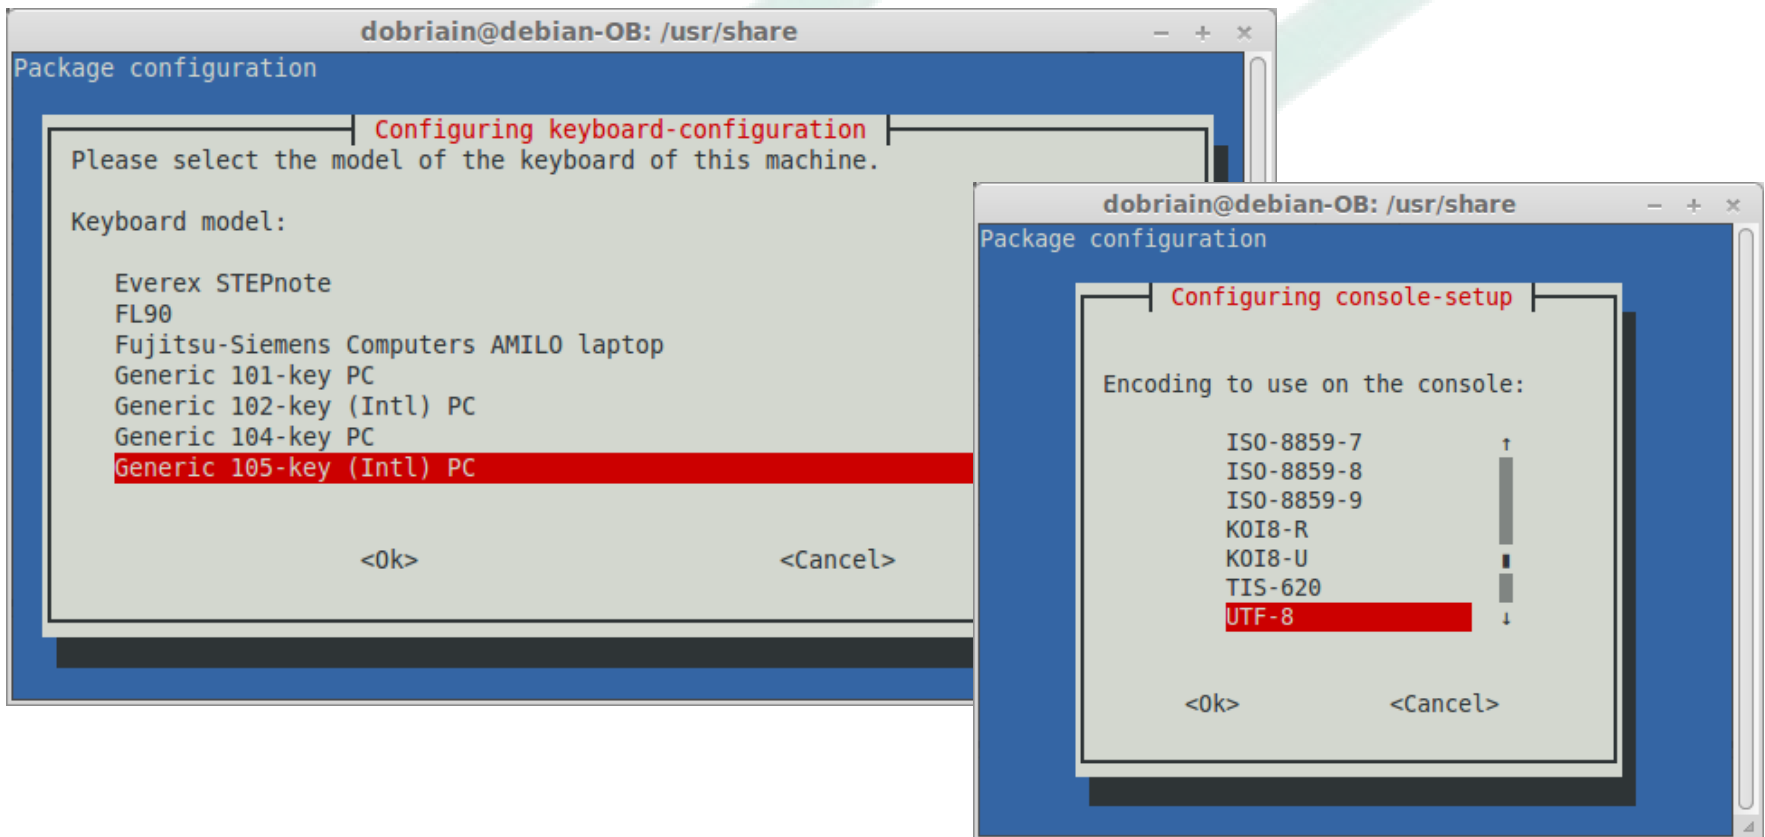 dobriain@debian-OB: /usr/share
Package configuration
Configuring keyboard-configuration
Please select the model of the keyboard of this machine.
Keyboard model:
Everex STEPnote
FL90
Fujitsu-Siemens Computers AMILO laptop
Generic 101-key PC
Generic 102-key (Intl) PC
Generic 104-key PC
Generic 105-key (Intl) PC
<Ok> <Cancel>
dobriain@debian-OB: /usr/share
Package configuration
Configuring console-setup
Encoding to use on the console:
ISO-8859-7
ISO-8859-8
ISO-8859-9
KOI8-R
KOI8-U
TIS-620
UTF-8
<Ok> <Cancel>